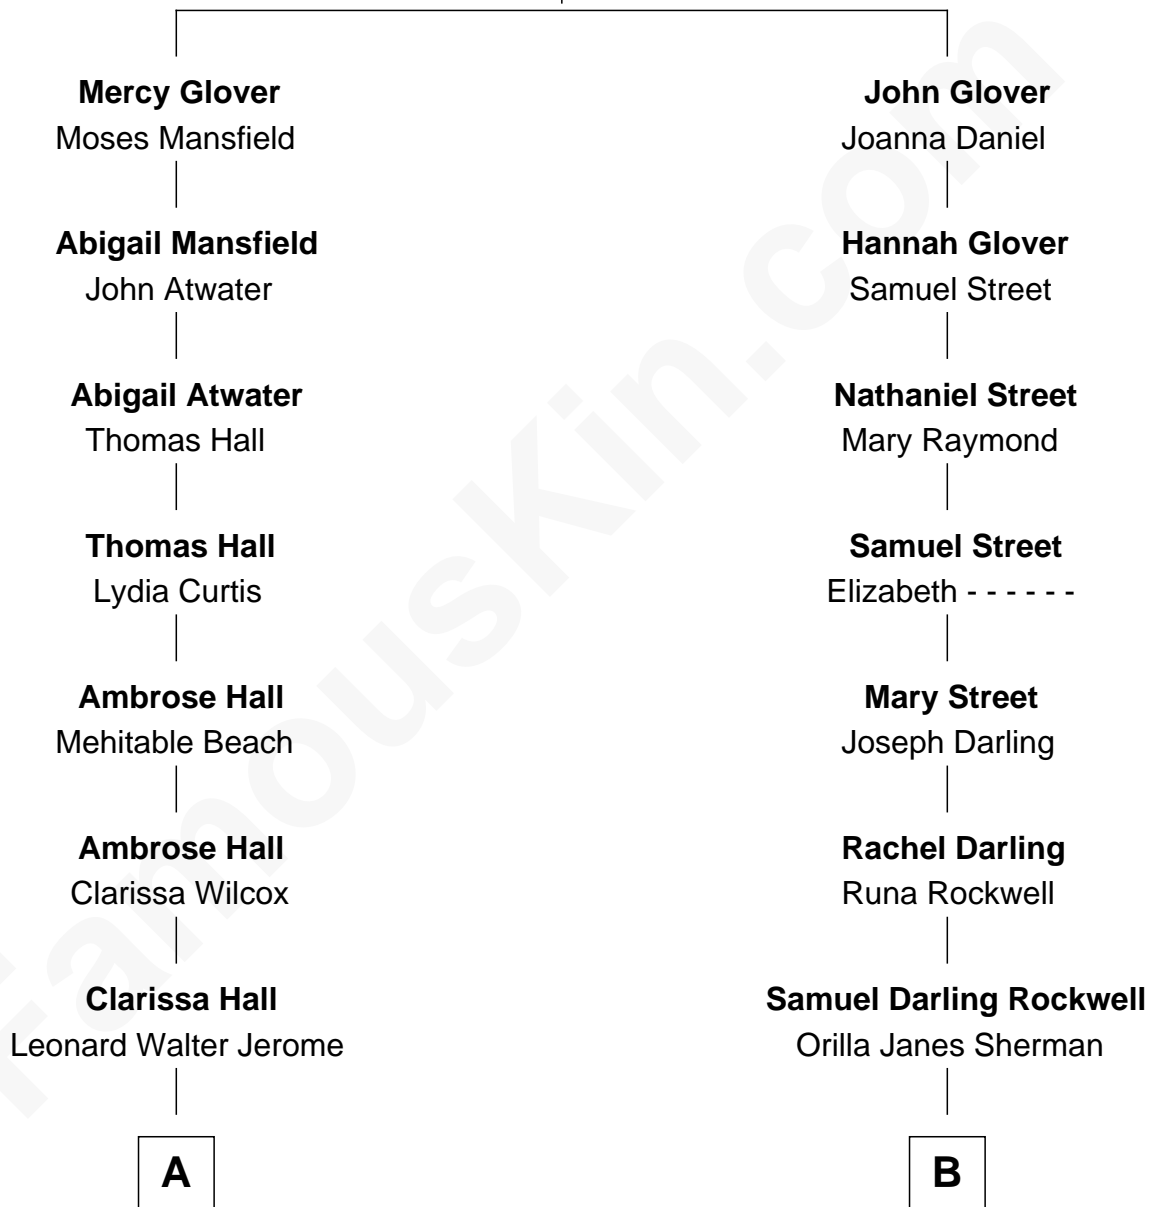 Mercy Glover
Moses Mansfield
Abigail Mansfield
John Atwater
Abigail Atwater
Thomas Hall
Thomas Hall
Lydia Curtis
Ambrose Hall
Mehitable Beach
Ambrose Hall
Clarissa Wilcox
Clarissa Hall
Leonard Walter Jerome
A
John Glover
Joanna Daniel
Hannah Glover
Samuel Street
Nathaniel Street
Mary Raymond
Samuel Street
Elizabeth - - - - - -
Mary Street
Joseph Darling
Rachel Darling
Runa Rockwell
Samuel Darling Rockwell
Orilla Janes Sherman
B
FamousKin.com